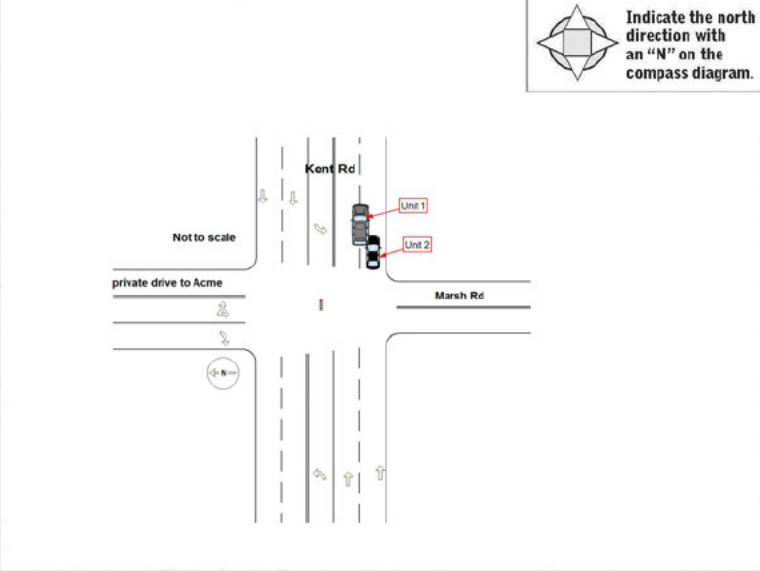 Indicate the north
direction with
an “N” on the
compass diagram.
Kent Rd
Unit 1
Not to scale
Unit 2
private drive to Acme
Marsh Rd
N